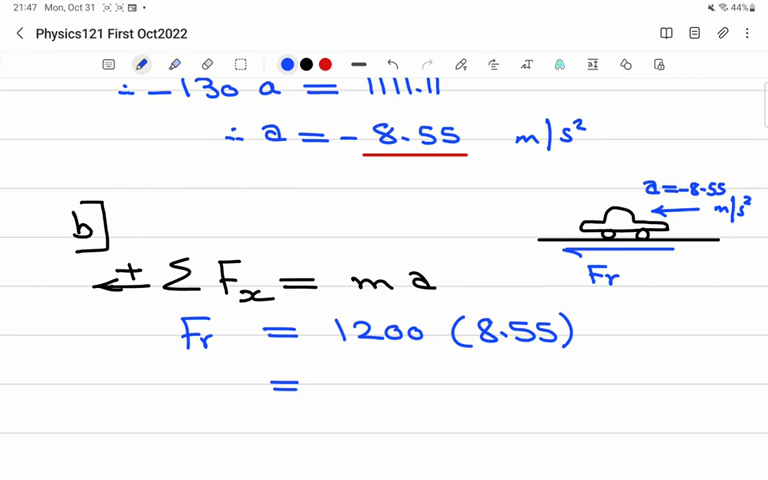 21:47 Mon, Oct 31 44%
Physics121 First Oct2022
∴ -130 a = 1111.11
∴ a = - 8.55 m/s²
a=-8.55
m/s²
b]
Fr
← + Σ Fx = m a
Fr = 1200 (8.55)
=